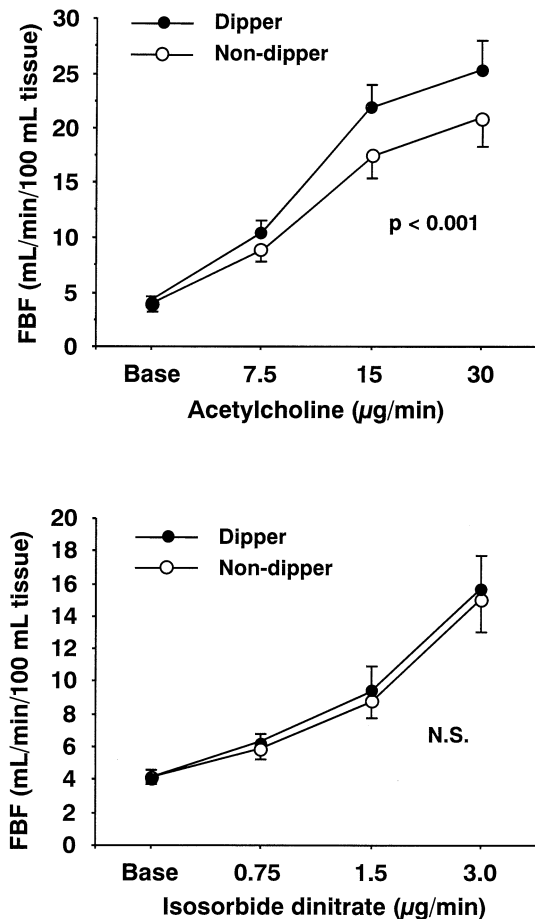 FBF (mL/min/100 mL tissue)
30
25
20
15
10
5
0
Dipper
Non-dipper
p < 0.001
Base 7.5 15 30
Acetylcholine (µg/min)
FBF (mL/min/100 mL tissue)
20
18
16
14
12
10
8
6
4
2
0
Dipper
Non-dipper
N.S.
Base 0.75 1.5 3.0
Isosorbide dinitrate (µg/min)